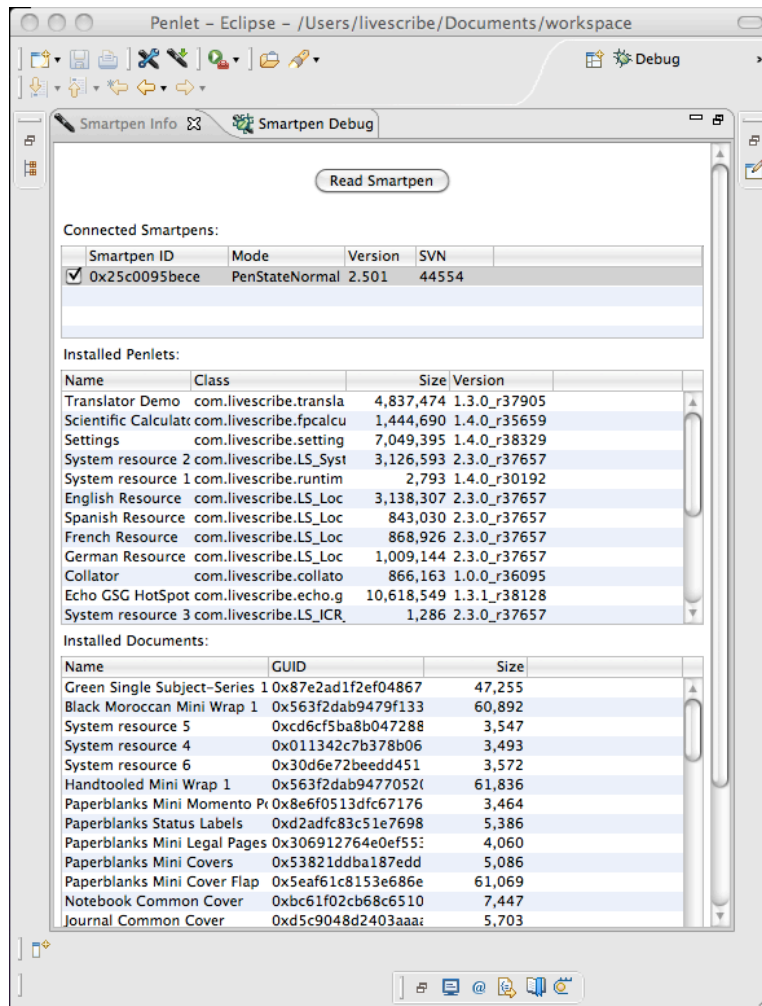 Penlet – Eclipse – /Users/livescribe/Documents/workspace
Debug
Smartpen Info Smartpen Debug
Read Smartpen
Connected Smartpens:
Smartpen ID Mode Version SVN
0x25c0095bece PenStateNormal 2.501 44554
Installed Penlets:
Name Class Size Version
Translator Demo com.livescribe.transla 4,837,474 1.3.0_r37905
Scientific Calculatc com.livescribe.fpcalcu 1,444,690 1.4.0_r35659
Settings com.livescribe.setting 7,049,395 1.4.0_r38329
System resource 2 com.livescribe.LS_Syst 3,126,593 2.3.0_r37657
System resource 1 com.livescribe.runtim 2,793 1.4.0_r30192
English Resource com.livescribe.LS_Loc 3,138,307 2.3.0_r37657
Spanish Resource com.livescribe.LS_Loc 843,030 2.3.0_r37657
French Resource com.livescribe.LS_Loc 868,926 2.3.0_r37657
German Resource com.livescribe.LS_Loc 1,009,144 2.3.0_r37657
Collator com.livescribe.collato 866,163 1.0.0_r36095
Echo GSG HotSpot com.livescribe.echo.g 10,618,549 1.3.1_r38128
System resource 3 com.livescribe.LS_ICR_ 1,286 2.3.0_r37657
Installed Documents:
Name GUID Size
Green Single Subject–Series 1 0x87e2ad1f2ef04867 47,255
Black Moroccan Mini Wrap 1 0x563f2dab9479f133 60,892
System resource 5 0xcd6cf5ba8b047288 3,547
System resource 4 0x011342c7b378b06 3,493
System resource 6 0x30d6e72beedd451 3,572
Handtooled Mini Wrap 1 0x563f2dab9477052( 61,836
Paperblanks Mini Momento Pc 0x8e6f0513dfc67176 3,464
Paperblanks Status Labels 0xd2adfc83c51e7698 5,386
Paperblanks Mini Legal Pages 0x306912764e0ef55 4,060
Paperblanks Mini Covers 0x53821ddba187edd 5,086
Paperblanks Mini Cover Flap 0x5eaf61c8153e686e 61,069
Notebook Common Cover 0xbc61f02cb68c6510 7,447
Journal Common Cover 0xd5c9048d2403aaa 5,703